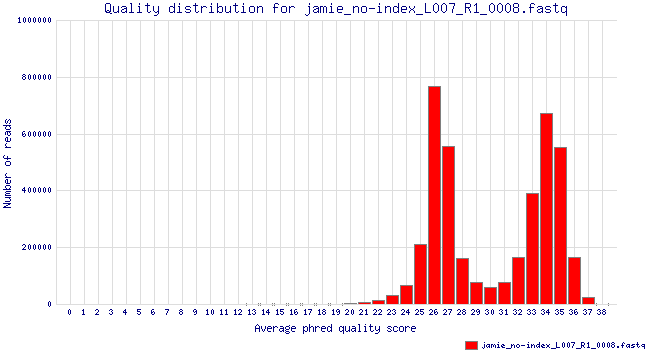 Quality distribution for jamie_no-index_L007_R1_0008.fastq
1000000
800000
600000
400000
200000
0
Number of reads
0 1 2 3 4 5 6 7 8 9 10 11 12 13 14 15 16 17 18 19 20 21 22 23 24 25 26 27 28 29 30 31 32 33 34 35 36 37 38
Average phred quality score
jamie_no-index_L007_R1_0008.fastq